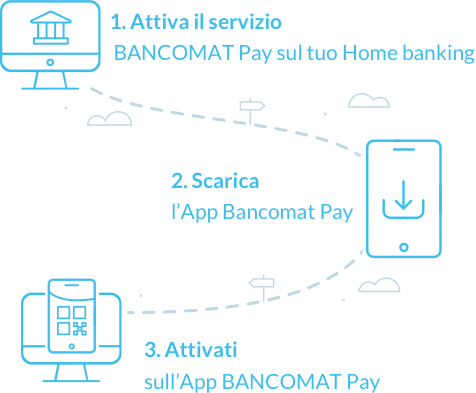 1. Attiva il servizio
BANCOMAT Pay sul tuo Home banking
2. Scarica
l'App Bancomat Pay
3. Attivati
sull'App BANCOMAT Pay